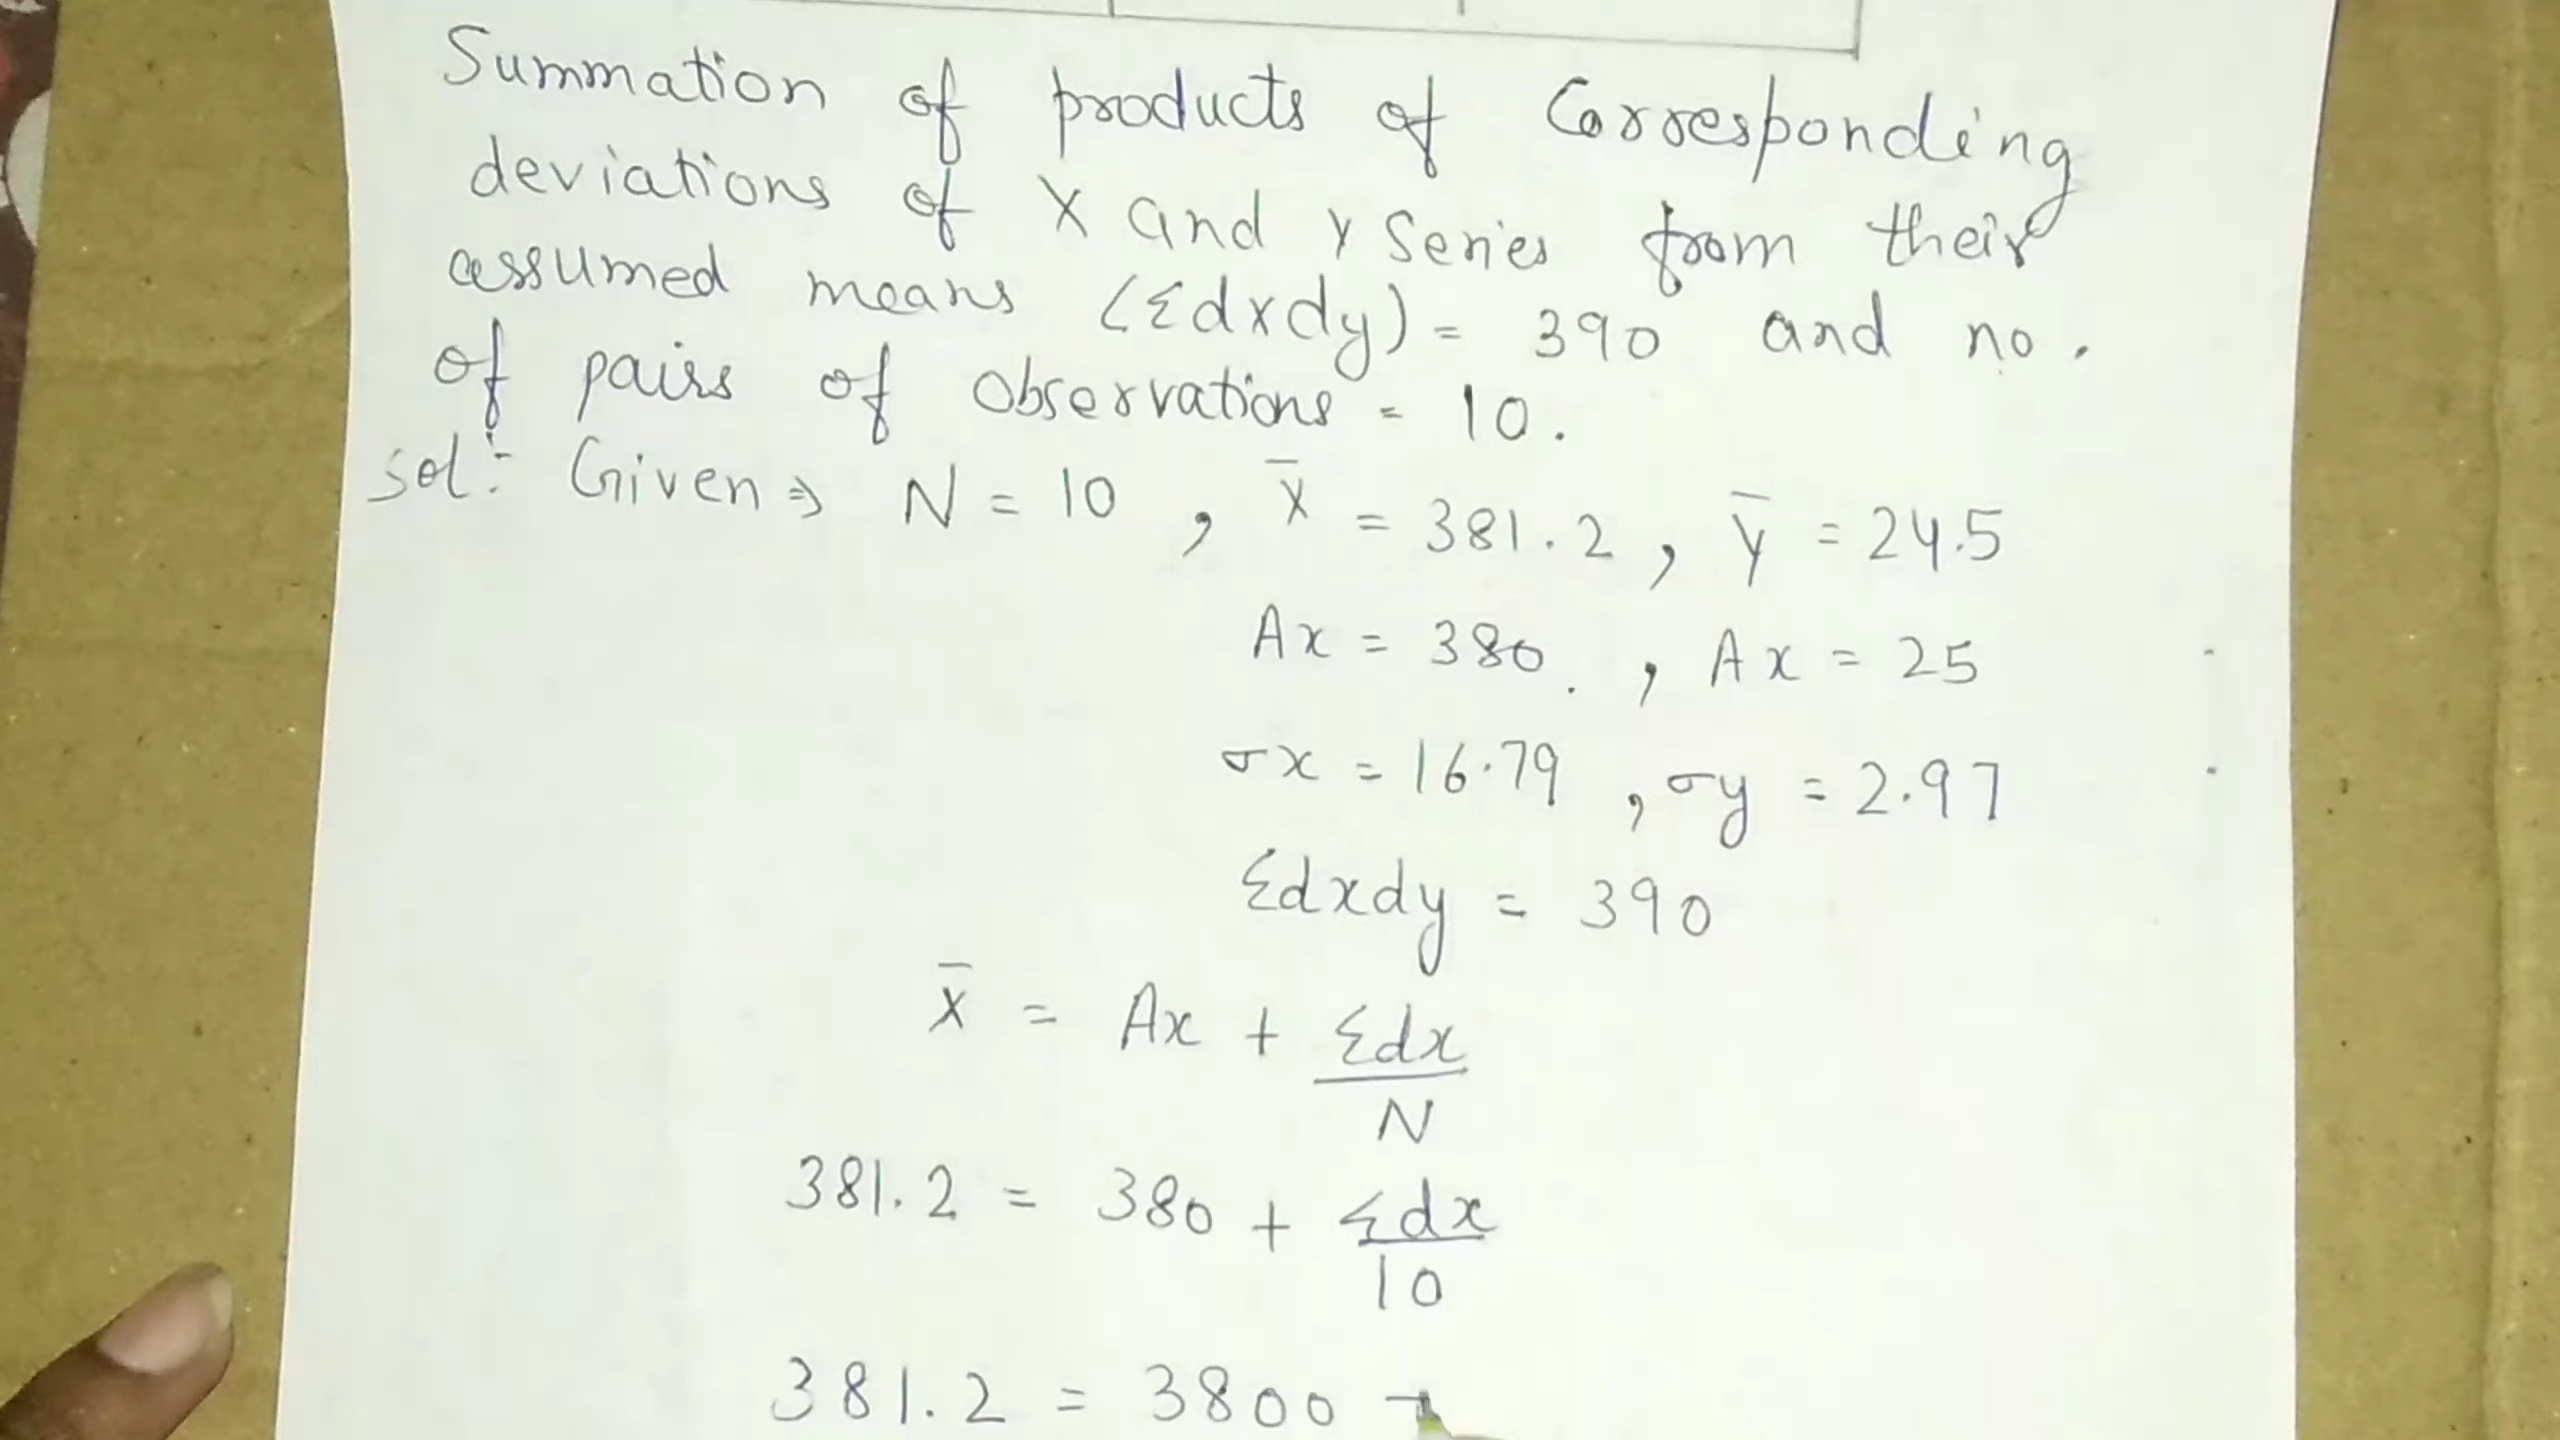 Summation of products of Corresponding
deviations of X and Y Series from their
assumed means (Σdxdy) = 390 and no.
of pairs of observations = 10.
sol:- Given ⇒ N = 10 , X̄ = 381.2 , Ȳ = 24.5
Ax = 380. , Ax = 25
σx = 16.79 , σy = 2.97
Σdxdy = 390
X̄ = Ax + Σdx
N
381.2 = 380 + Σdx
10
381.2 = 3800 +